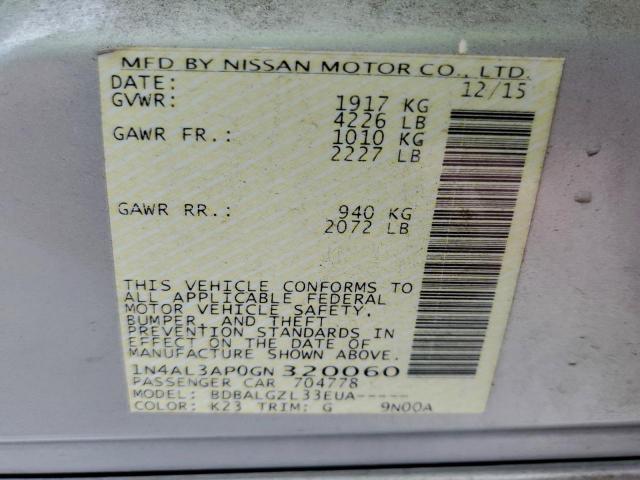 MFD BY NISSAN MOTOR CO., LTD.
DATE: 12/15
GVWR: 1917 KG
4226 LB
GAWR FR.: 1010 KG
2227 LB
GAWR RR.: 940 KG
2072 LB
THIS VEHICLE CONFORMS TO
ALL APPLICABLE FEDERAL
MOTOR VEHICLE SAFETY,
BUMPER, AND THEFT
PREVENTION STANDARDS IN
EFFECT ON THE DATE OF
MANUFACTURE SHOWN ABOVE.
1N4AL3AP0GN 320060
PASSENGER CAR 704778
MODEL: BDBALGZL33EUA-----
COLOR: K23 TRIM: G 9N00A